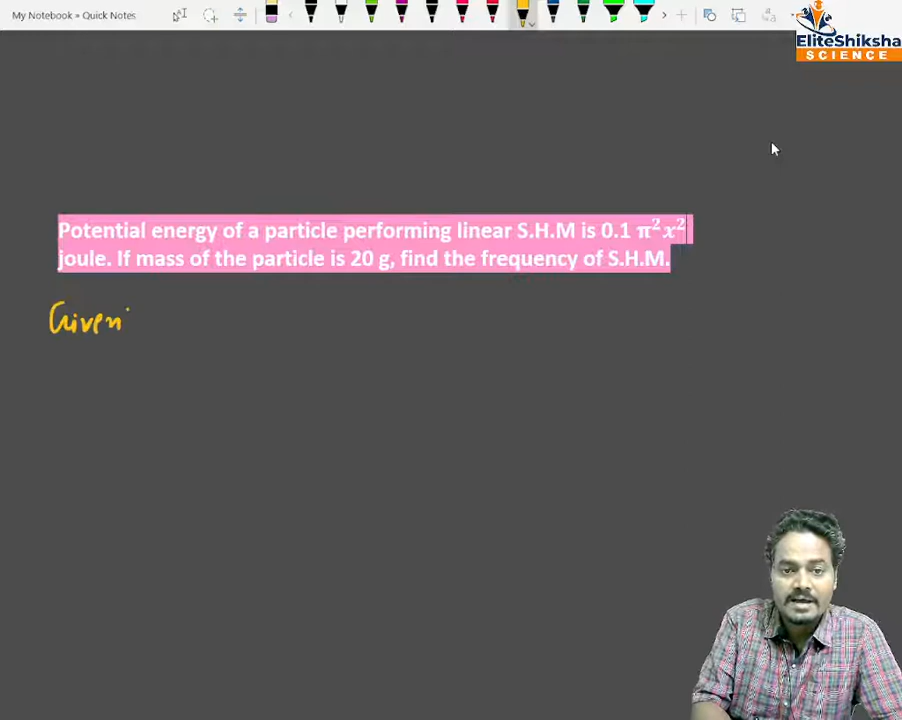 My Notebook » Quick Notes
EliteShiksha
SCIENCE
Potential energy of a particle performing linear S.H.M is 0.1 π²x²
joule. If mass of the particle is 20 g, find the frequency of S.H.M.
Given